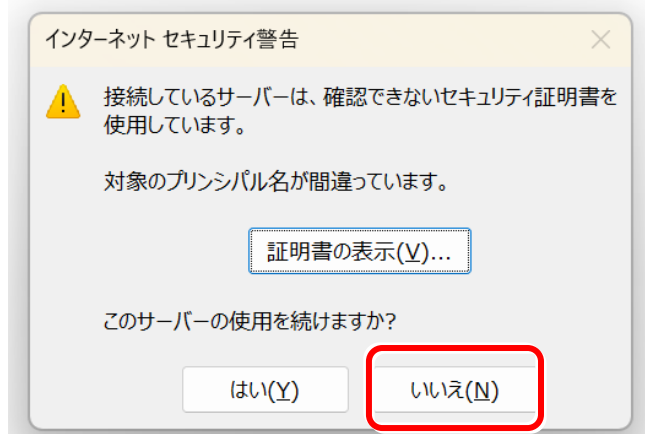 インターネット セキュリティ警告
接続しているサーバーは、確認できないセキュリティ証明書を
使用しています。
対象のプリンシパル名が間違っています。
証明書の表示(V)...
このサーバーの使用を続けますか?
はい(Y)
いいえ(N)